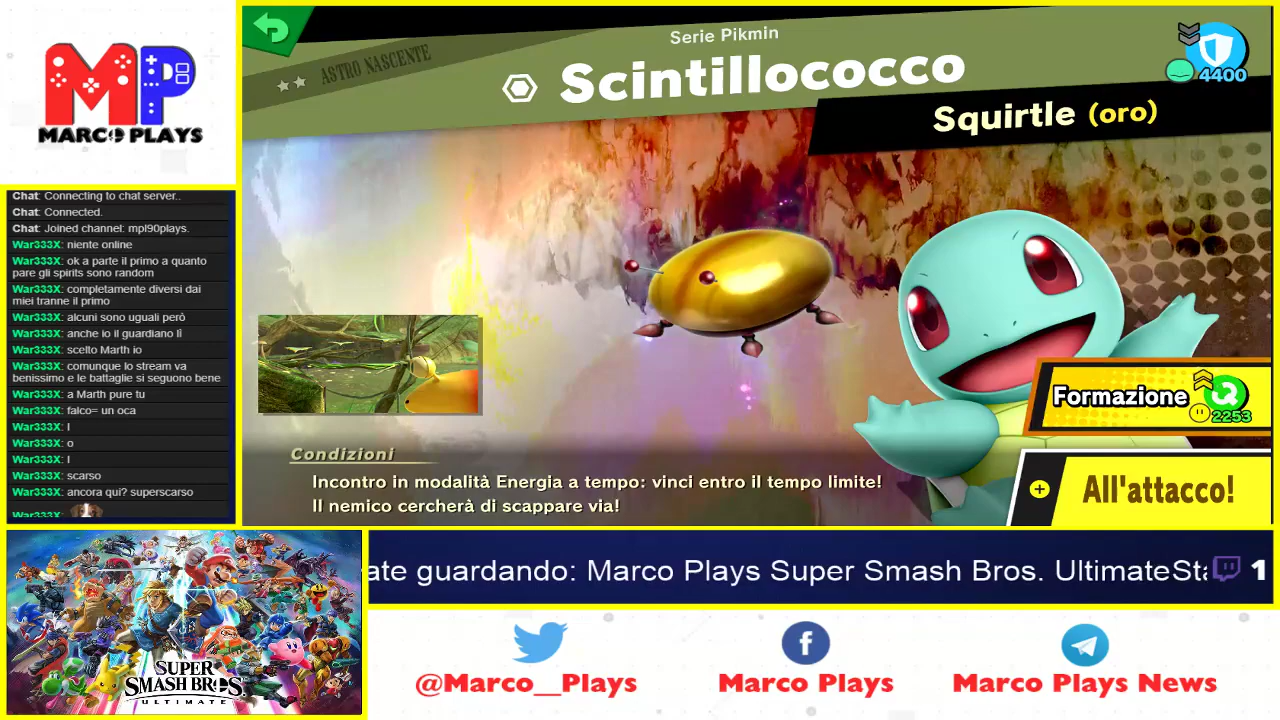 MP
MARCO PLAYS
Chat: Connecting to chat server..
Chat: Connected.
Chat: Joined channel: mpl90plays.
War333X: niente online
War333X: ok a parte il primo a quanto
pare gli spirits sono random
War333X: completamente diversi dai
miei tranne il primo
War333X: alcuni sono uguali però
War333X: anche io il guardiano lì
War333X: scelto Marth io
War333X: comunque lo stream va
benissimo e le battaglie si seguono bene
War333X: a Marth pure tu
War333X: falco= un oca
War333X: l
War333X: o
War333X: l
War333X: scarso
War333X: ancora qui? superscarso
War333X:
ASTRO NASCENTE
Serie Pikmin
Scintillococco
4400
Squirtle (oro)
Formazione
2253
Condizioni
Incontro in modalità Energia a tempo: vinci entro il tempo limite!
Il nemico cercherà di scappare via!
All'attacco!
SUPER
SMASH BROS.
ULTIMATE
ate guardando: Marco Plays Super Smash Bros. UltimateSta
1
@Marco__Plays
Marco Plays
Marco Plays News